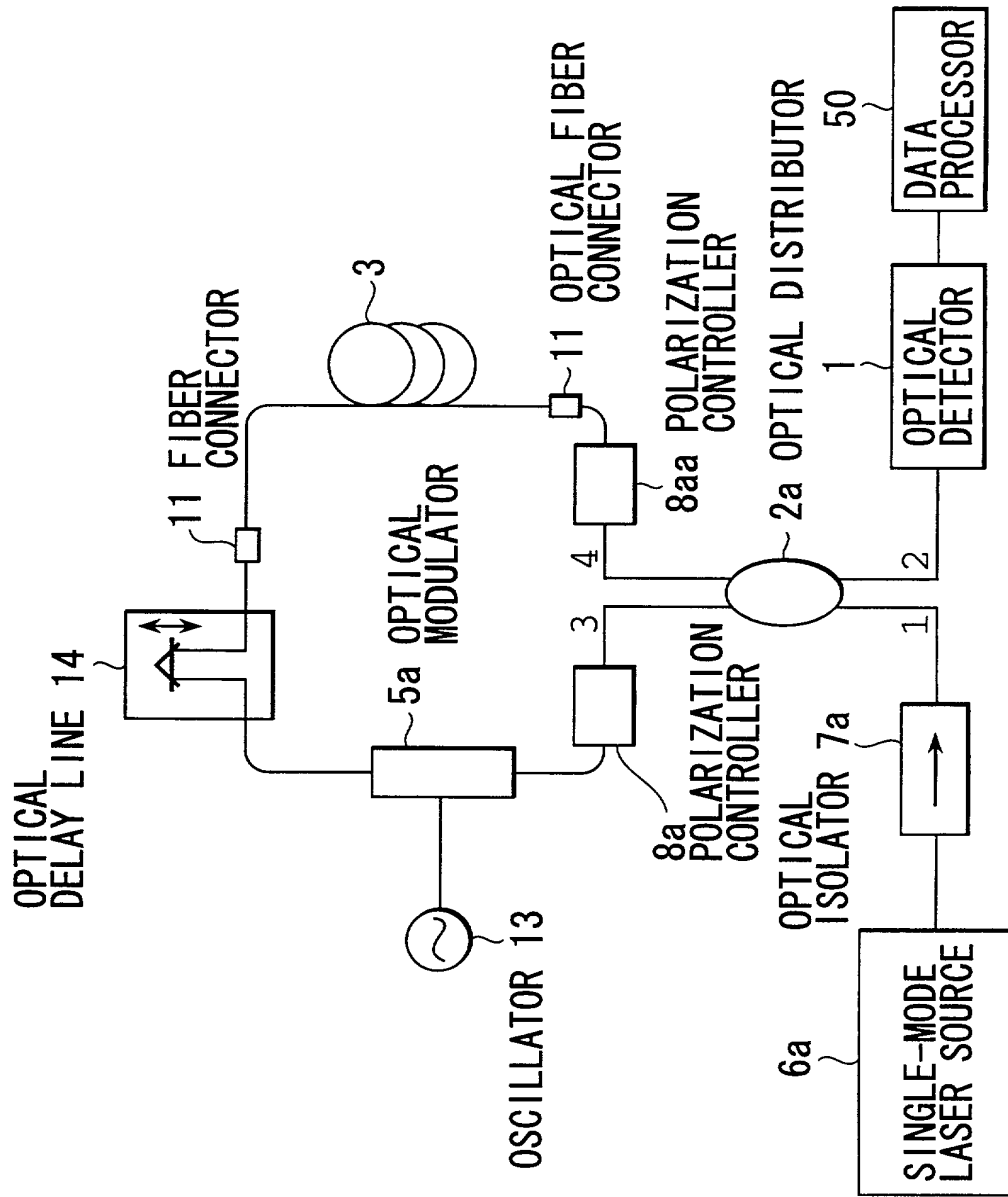 OPTICAL
DELAY LINE 14
11 FIBER
CONNECTOR
3
11 OPTICAL FIBER
CONNECTOR
5a OPTICAL
MODULATOR
OSCILLATOR 13
8a
POLARIZATION
CONTROLLER
8aa POLARIZATION
CONTROLLER
3
4
2a OPTICAL DISTRIBUTOR
1
2
OPTICAL
ISOLATOR 7a
6a
SINGLE-MODE
LASER SOURCE
1
OPTICAL
DETECTOR
50
DATA
PROCESSOR